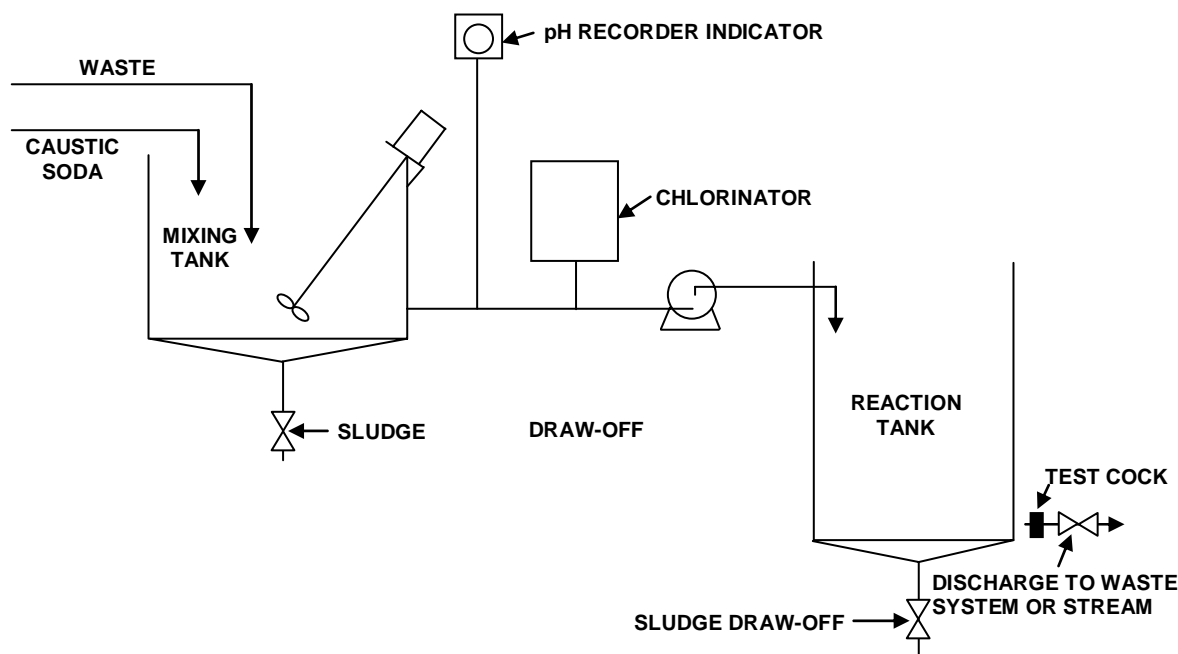 pH RECORDER INDICATOR
WASTE
CAUSTIC
SODA
CHLORINATOR
MIXING
TANK
REACTION
TANK
SLUDGE
DRAW-OFF
TEST COCK
DISCHARGE TO WASTE
SYSTEM OR STREAM
SLUDGE DRAW-OFF